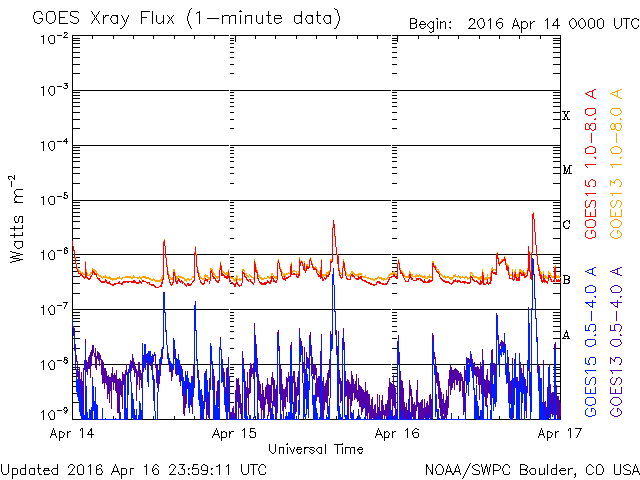 GOES Xray Flux (1-minute data)
Begin: 2016 Apr 14 0000 UTC
10-2
10-3
10-4
10-5
10-6
10-7
10-8
10-9
Watts m-2
X
M
C
B
A
GOES15 1.0-8.0 A
GOES13 1.0-8.0 A
GOES15 0.5-4.0 A
GOES13 0.5-4.0 A
Apr 14
Apr 15
Apr 16
Apr 17
Universal Time
Updated 2016 Apr 16 23:59:11 UTC
NOAA/SWPC Boulder, CO USA